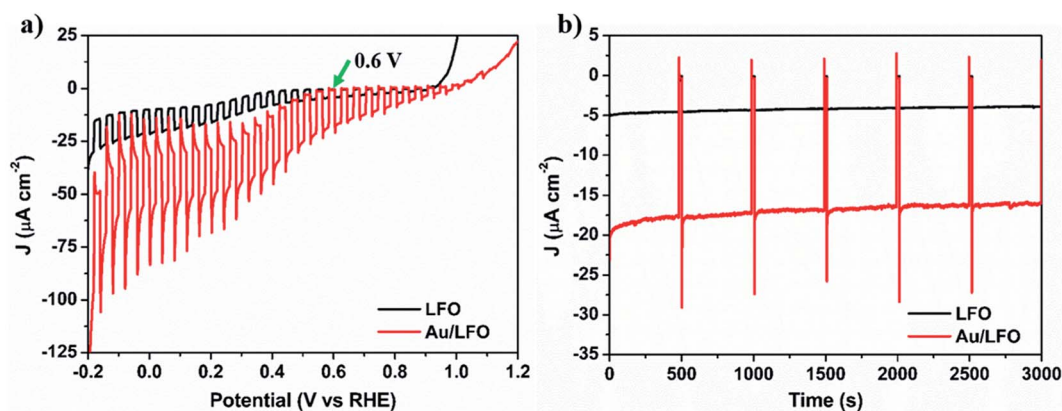 a)
25
0
-25
-50
-75
-100
-125
J (μA cm-2)
0.6 V
LFO
Au/LFO
-0.2 0.0 0.2 0.4 0.6 0.8 1.0 1.2
Potential (V vs RHE)
b)
5
0
-5
-10
-15
-20
-25
-30
-35
J (μA cm-2)
LFO
Au/LFO
0 500 1000 1500 2000 2500 3000
Time (s)